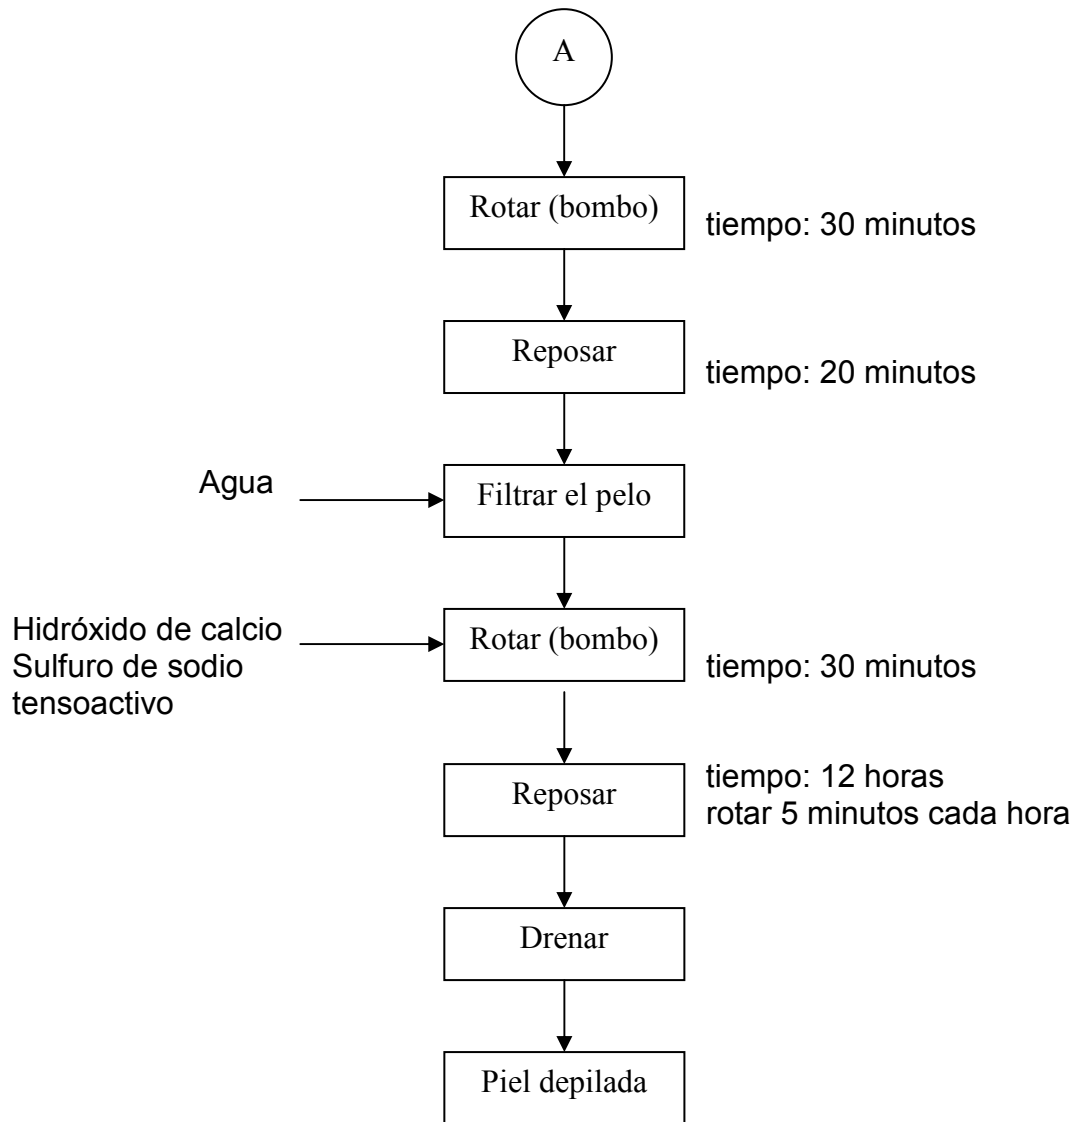 A
Rotar (bombo)
tiempo: 30 minutos
Reposar
tiempo: 20 minutos
Agua
Filtrar el pelo
Hidróxido de calcio
Sulfuro de sodio
tensoactivo
Rotar (bombo)
tiempo: 30 minutos
Reposar
tiempo: 12 horas
rotar 5 minutos cada hora
Drenar
Piel depilada